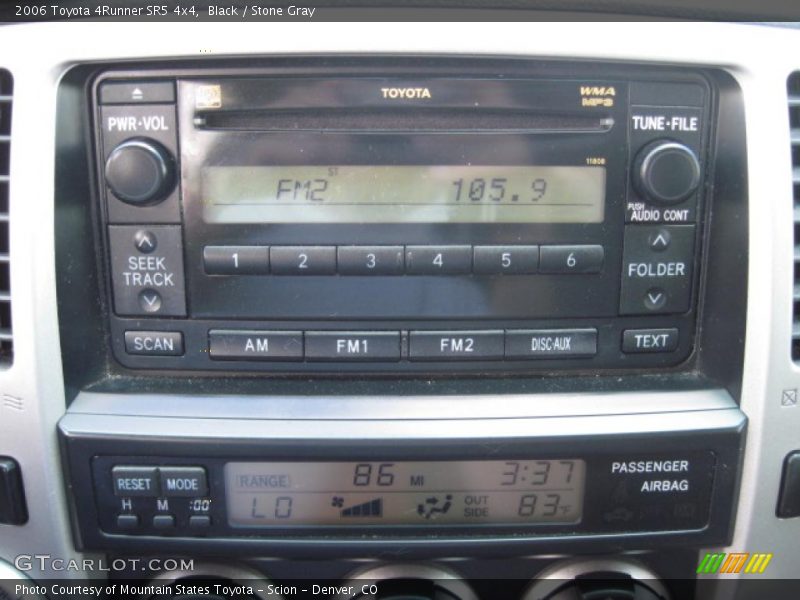 2006 Toyota 4Runner SR5 4x4, Black / Stone Gray
TOYOTA
WMA
MP3
PWR·VOL
TUNE·FILE
11808
ST
FM2 105.9
PUSH
AUDIO CONT
SEEK
TRACK
1 2 3 4 5 6
FOLDER
SCAN
AM FM1 FM2 DISC·AUX
TEXT
RESET MODE
H M :00
RANGE 86 MI 3:37
LO OUT SIDE 83°F
PASSENGER
AIRBAG
GTCarLot.com
Photo Courtesy of Mountain States Toyota - Scion - Denver, CO